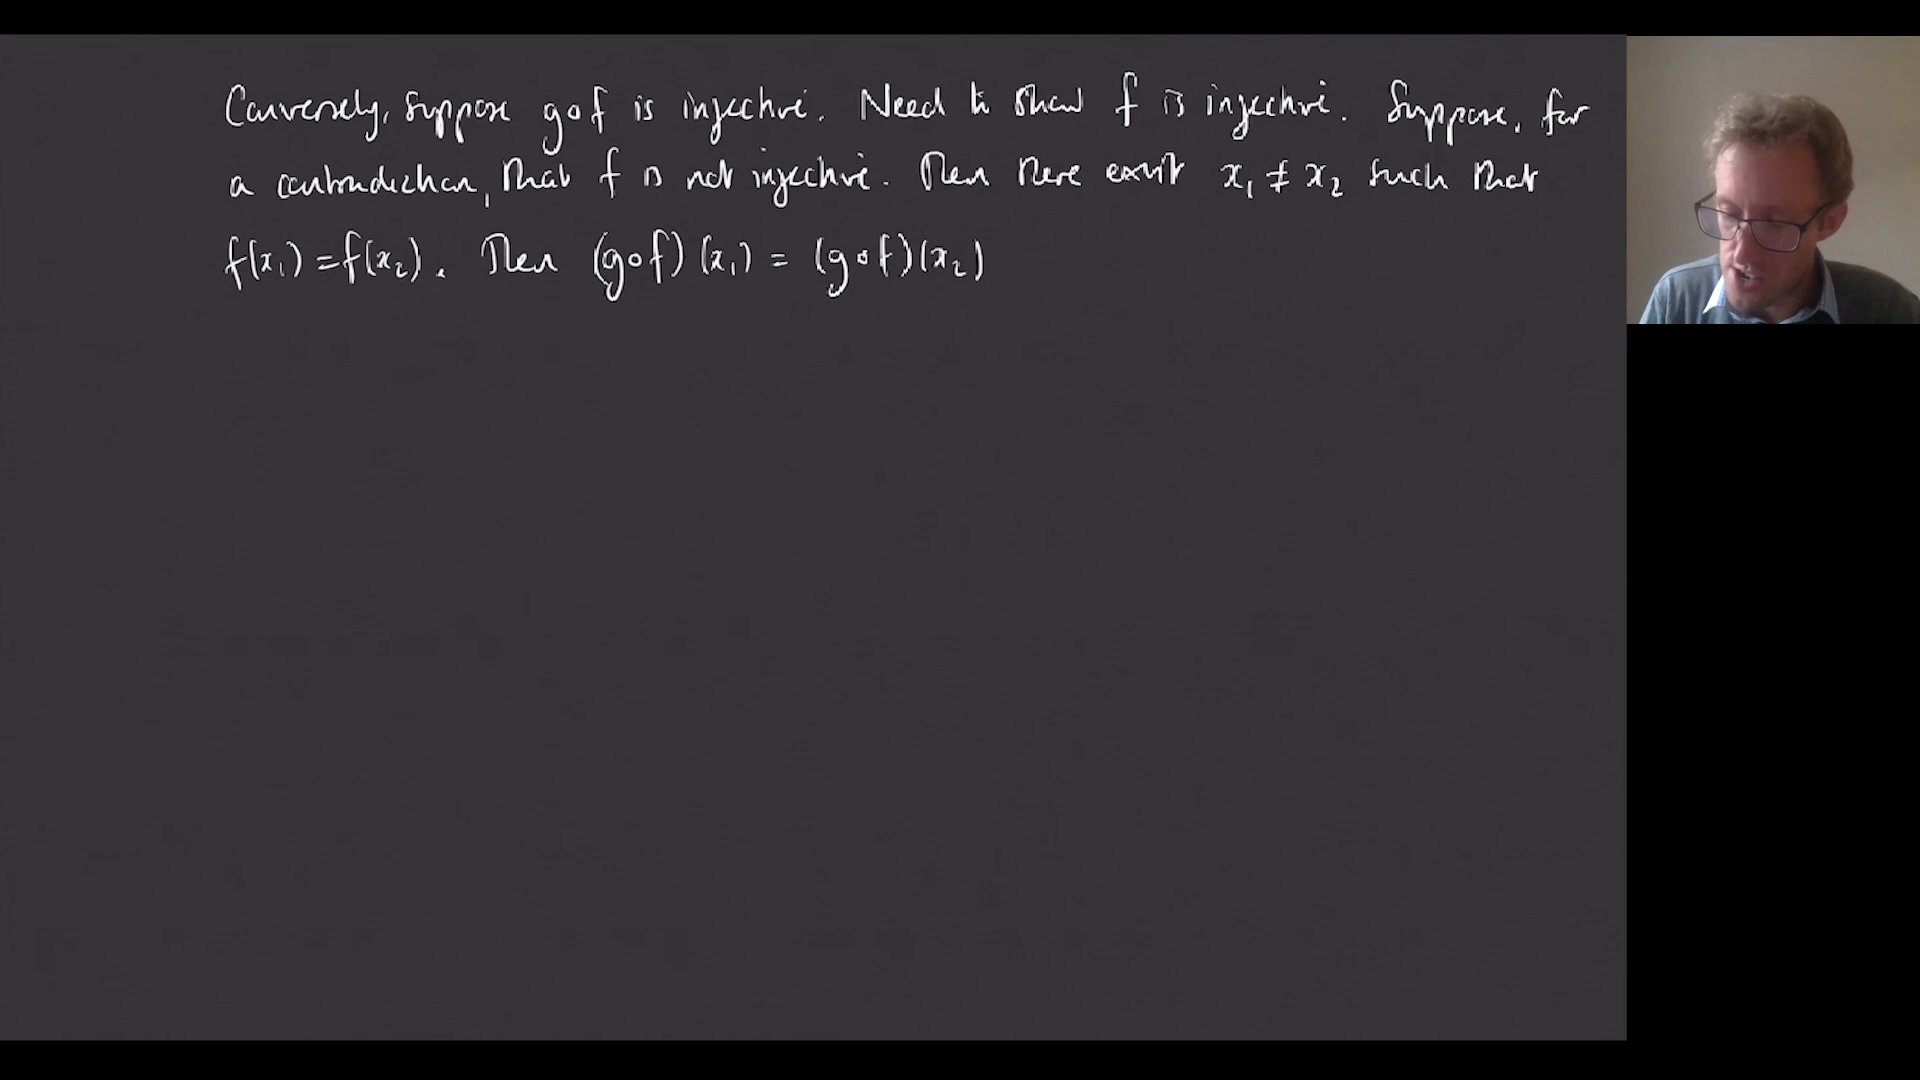 Conversely, suppose g∘f is injective. Need to show f is injective. Suppose, for
a contradiction, that f is not injective. Then there exist x₁ ≠ x₂ such that
f(x₁) = f(x₂). Then (g∘f)(x₁) = (g∘f)(x₂)